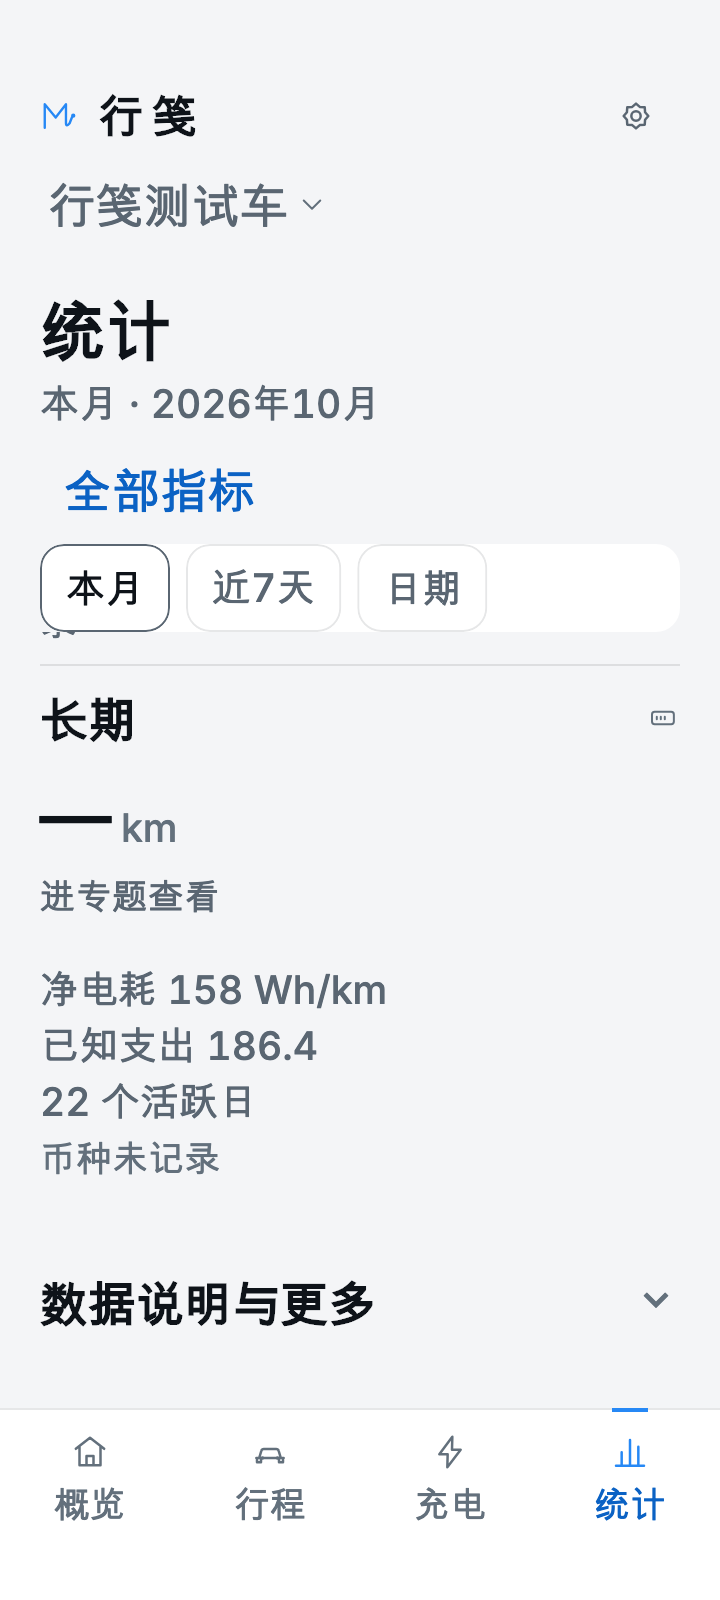 行笺
行笺测试车
统计
本月 · 2026年10月
全部指标
本月 近7天 日期
长期
— km
进专题查看
净电耗 158 Wh/km
已知支出 186.4
22 个活跃日
币种未记录
数据说明与更多
概览 行程 充电 统计